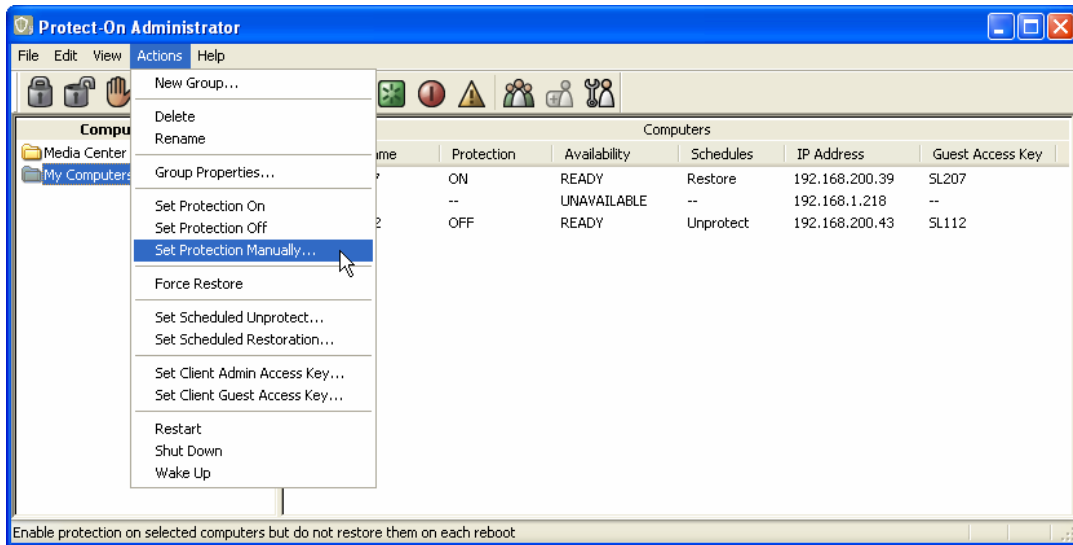 Protect-On Administrator
File Edit View Actions Help
New Group...
Delete
Rename
Group Properties...
Set Protection On
Set Protection Off
Set Protection Manually...
Force Restore
Set Scheduled Unprotect...
Set Scheduled Restoration...
Set Client Admin Access Key...
Set Client Guest Access Key...
Restart
Shut Down
Wake Up
Compu
Media Center
My Computers
Computers
me Protection Availability Schedules IP Address Guest Access Key
ON READY Restore 192.168.200.39 SL207
-- UNAVAILABLE -- 192.168.1.218 --
2 OFF READY Unprotect 192.168.200.43 SL112
Enable protection on selected computers but do not restore them on each reboot